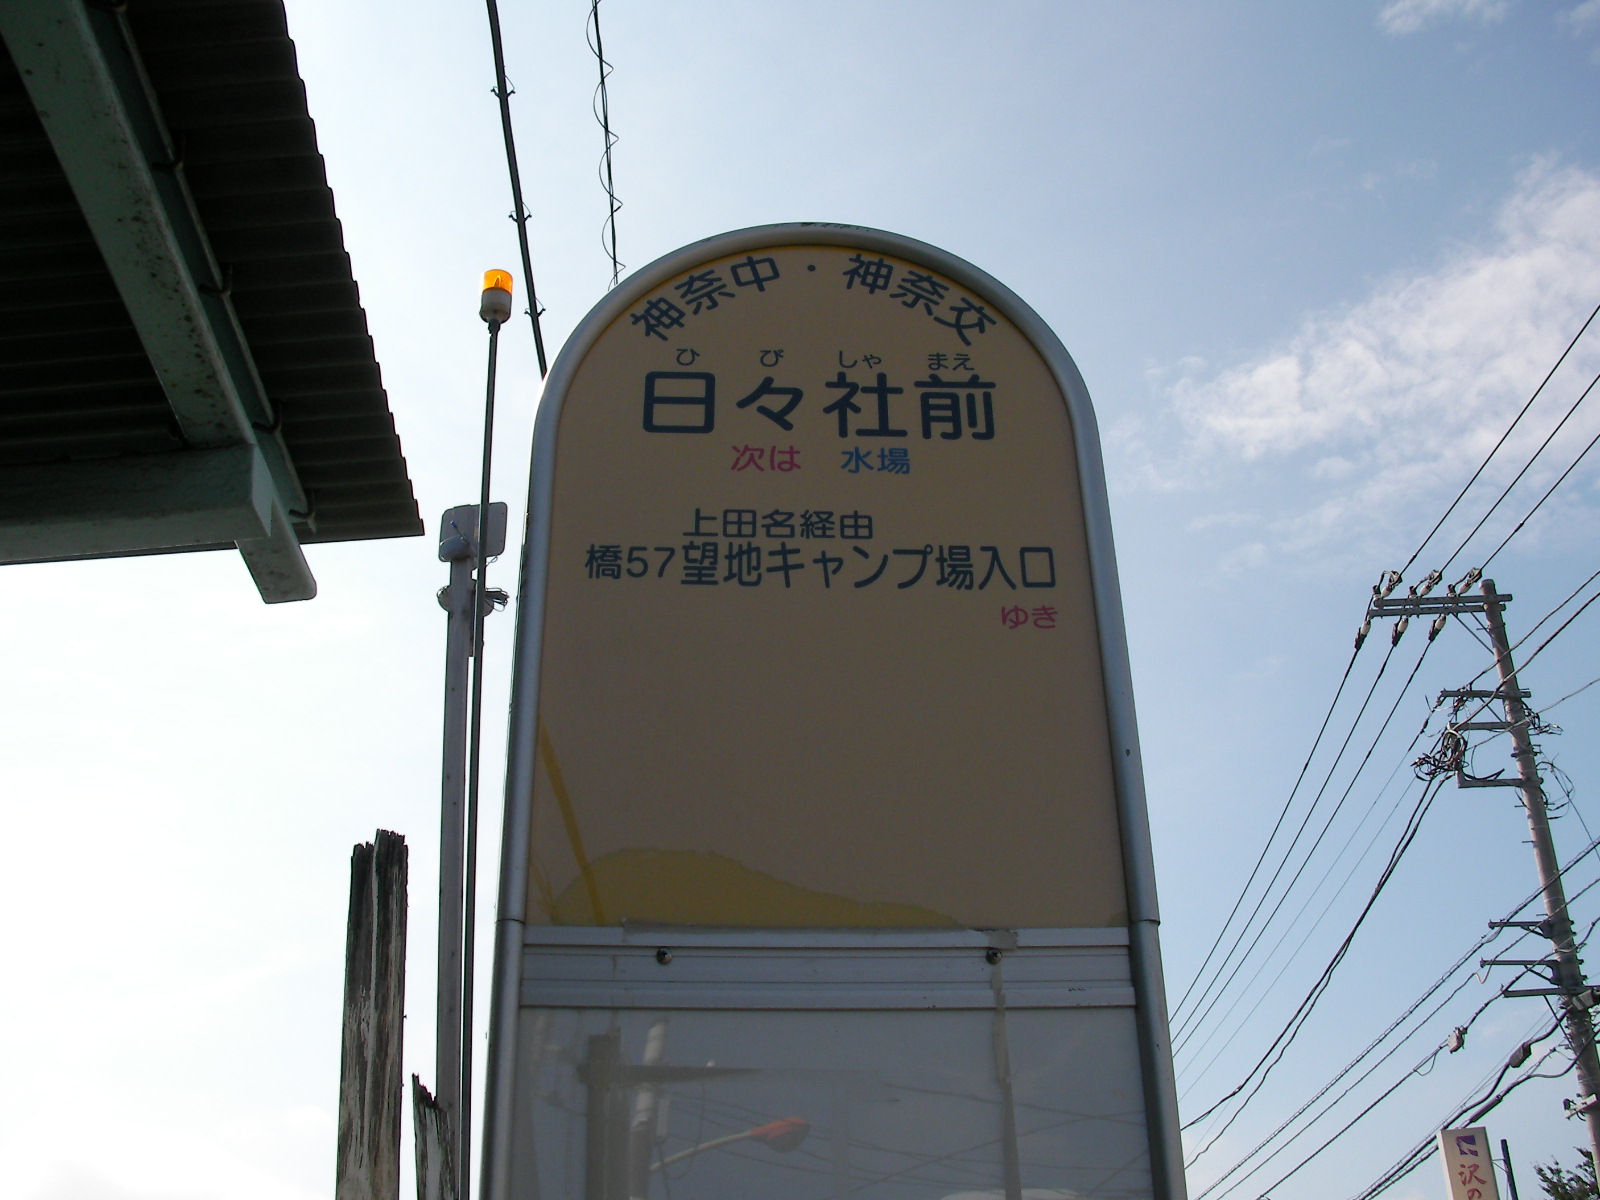 神奈中・神奈交
ひ び しゃ まえ
日々社前
次は 水場
上田名経由
橋57望地キャンプ場入口
ゆき
沢の